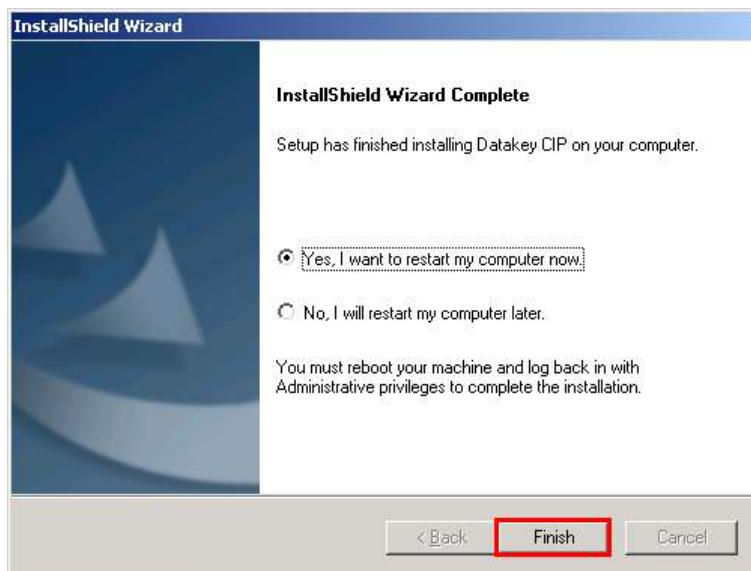 InstallShield Wizard
InstallShield Wizard Complete
Setup has finished installing Datakey CIP on your computer.
Yes, I want to restart my computer now.
No, I will restart my computer later.
You must reboot your machine and log back in with
Administrative privileges to complete the installation.
< Back
Finish
Cancel